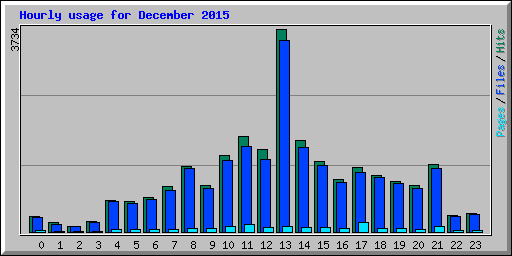 Hourly usage for December 2015
3734
Pages / Files / Hits
0 1 2 3 4 5 6 7 8 9 10 11 12 13 14 15 16 17 18 19 20 21 22 23